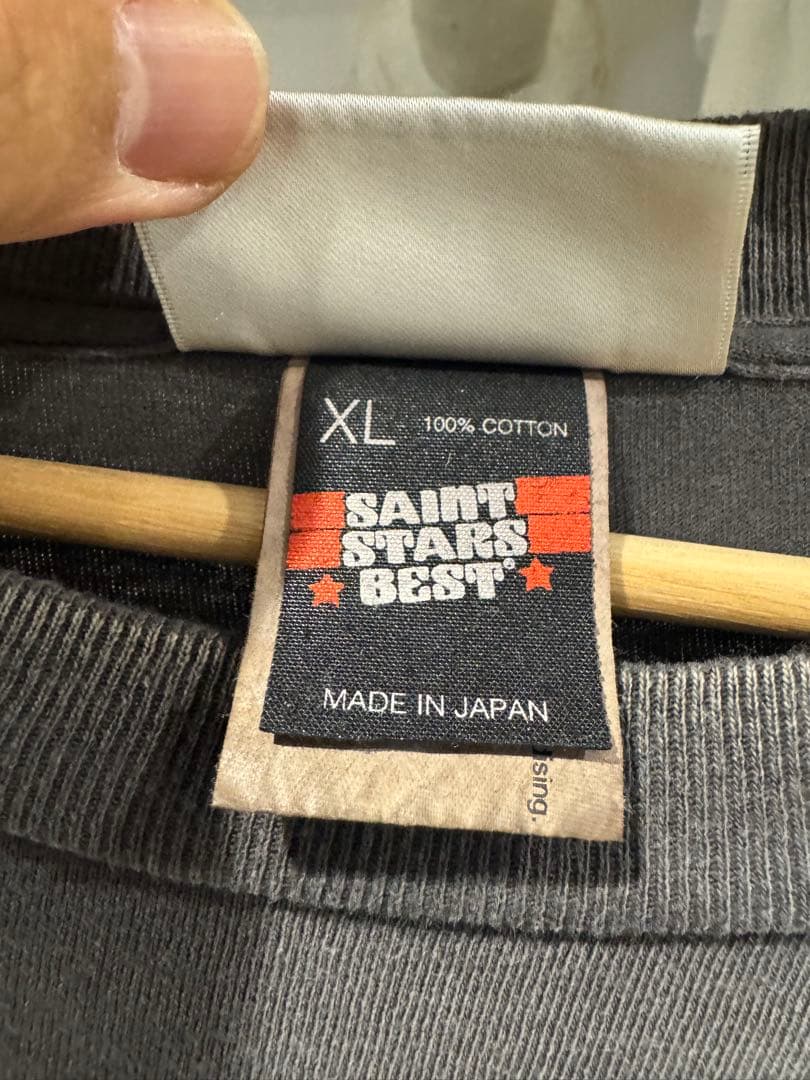 XL 100% COTTON
SAINT
STARS
BEST
MADE IN JAPAN